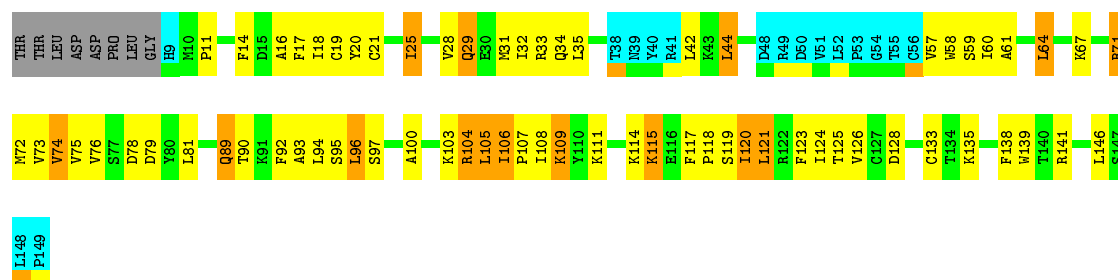 THR THR LEU ASP ASP PRO LEU GLY H9 M10 P11 F14 D15 A16 F17 I18 C19 Y20 C21 I25 V28 Q29 E30 M31 I32 R33 Q34 L35 T38 N39 Y40 R41 L42 K43 L44 D48 R49 D50 V51 L52 P53 G54 T55 C56 V57 W58 S59 I60 A61 L64 K67 R71
M72 V73 V74 V75 V76 S77 D78 D79 Y80 L81 Q89 T90 K91 F92 A93 L94 S95 L96 S97 A100 K103 R104 L105 I106 P107 I108 K109 Y110 K111 K114 K115 E116 F117 P118 S119 I120 L121 R122 F123 I124 T125 V126 C127 D128 C133 T134 K135 F138 W139 T140 R141 L146 S147
L148 P149